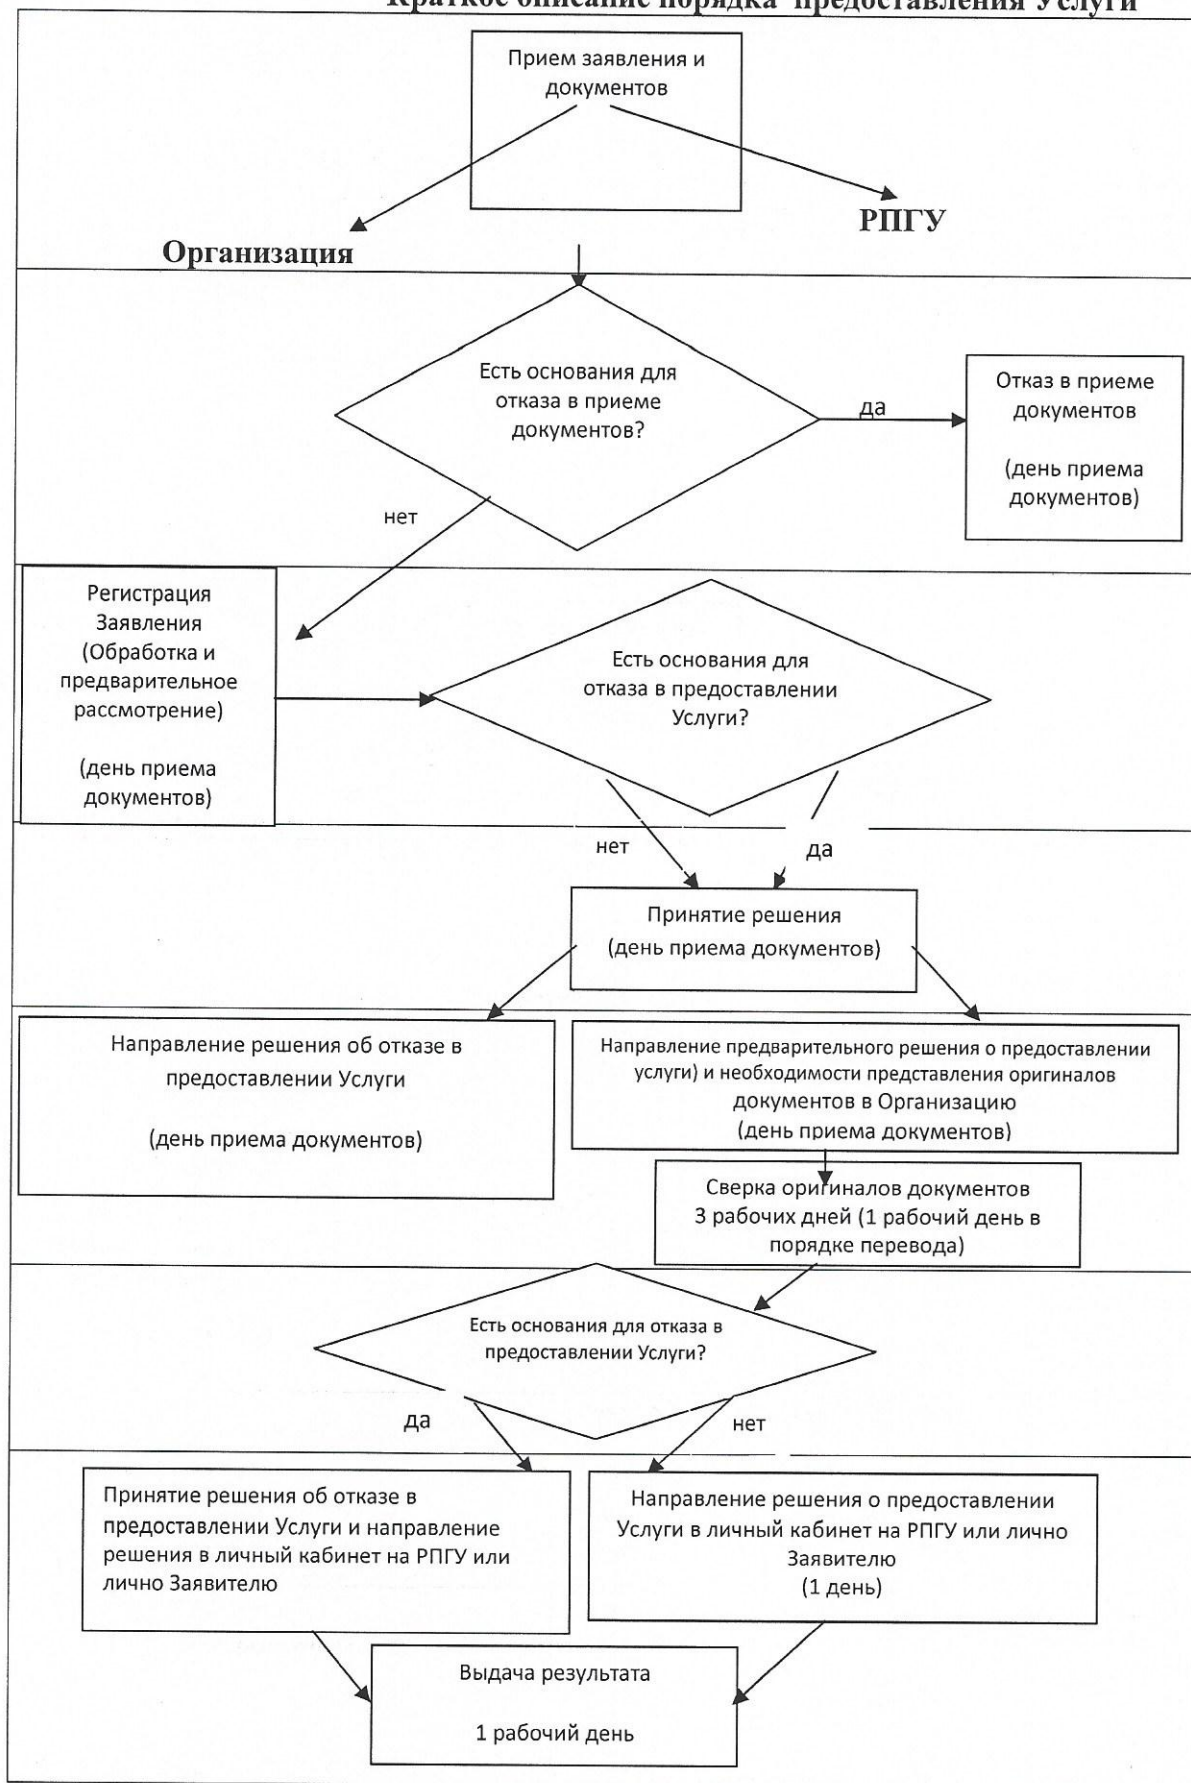 Краткое описание порядка предоставления Услуги
Прием заявления и
документов
РПГУ
Организация
Есть основания для
отказа в приеме
документов?
да
Отказ в приеме
документов
(день приема
документов)
нет
Регистрация
Заявления
(Обработка и
предварительное
рассмотрение)
(день приема
документов)
Есть основания для
отказа в предоставлении
Услуги?
нет
да
Принятие решения
(день приема документов)
Направление решения об отказе в
предоставлении Услуги
(день приема документов)
Направление предварительного решения о предоставлении
услуги) и необходимости представления оригиналов
документов в Организацию
(день приема документов)
Сверка оригиналов документов
3 рабочих дней (1 рабочий день в
порядке перевода)
Есть основания для отказа в
предоставлении Услуги?
да
нет
Принятие решения об отказе в
предоставлении Услуги и направление
решения в личный кабинет на РПГУ или
лично Заявителю
Направление решения о предоставлении
Услуги в личный кабинет на РПГУ или лично
Заявителю
(1 день)
Выдача результата
1 рабочий день